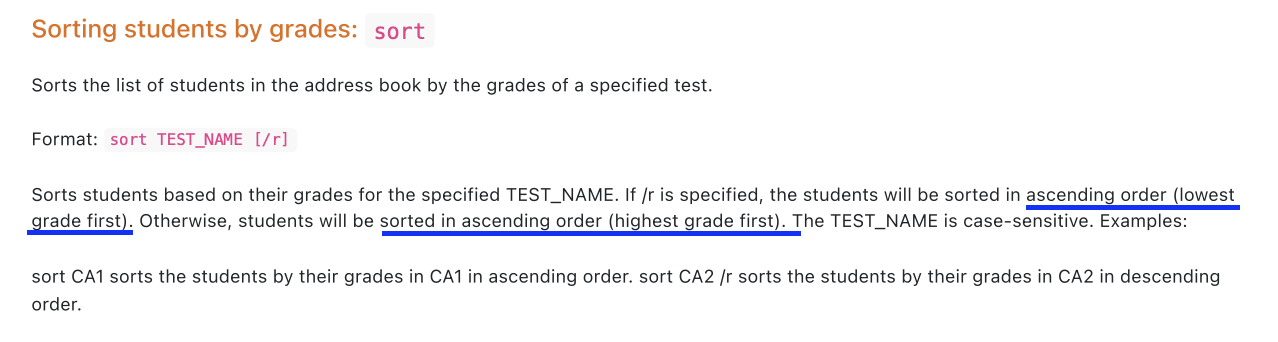 Sorting students by grades: sort
Sorts the list of students in the address book by the grades of a specified test.
Format: sort TEST_NAME [/r]
Sorts students based on their grades for the specified TEST_NAME. If /r is specified, the students will be sorted in ascending order (lowest
grade first). Otherwise, students will be sorted in ascending order (highest grade first). The TEST_NAME is case-sensitive. Examples:
sort CA1 sorts the students by their grades in CA1 in ascending order. sort CA2 /r sorts the students by their grades in CA2 in descending
order.